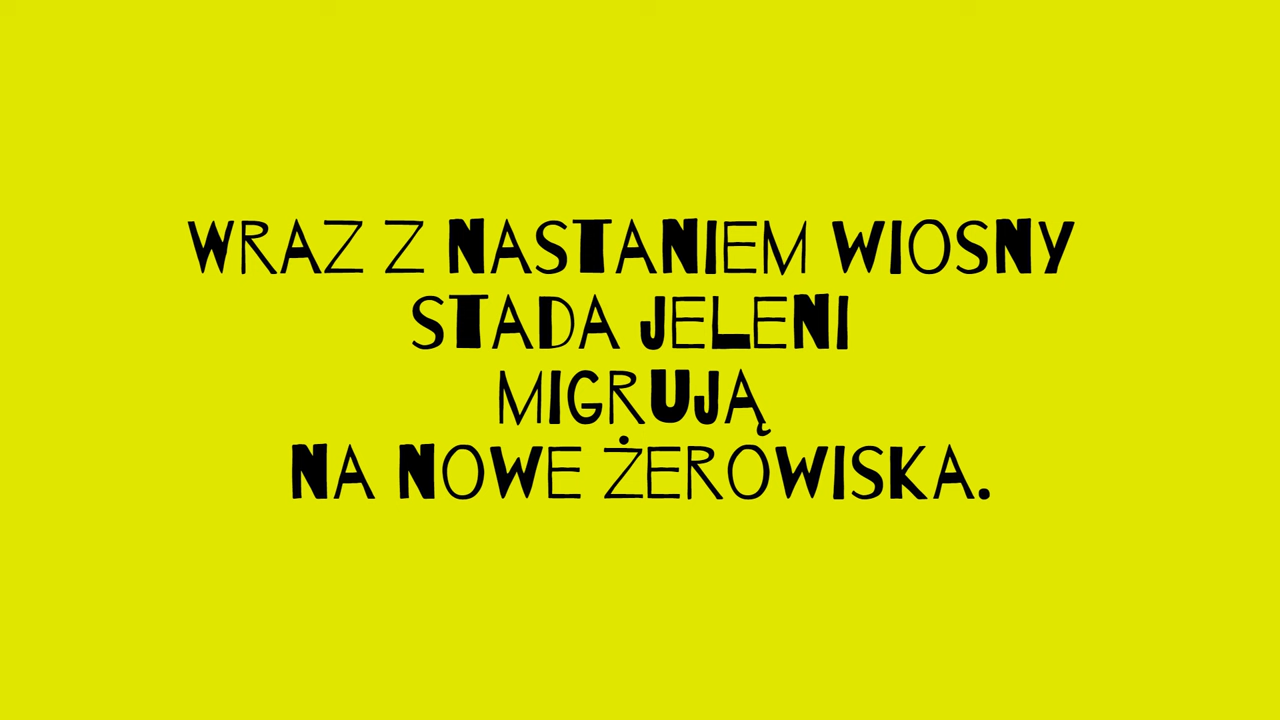 WRAZ Z NASTANIEM WIOSNY
STADA JELENI
MIGRUJĄ
NA NOWE ŻEROWISKA.